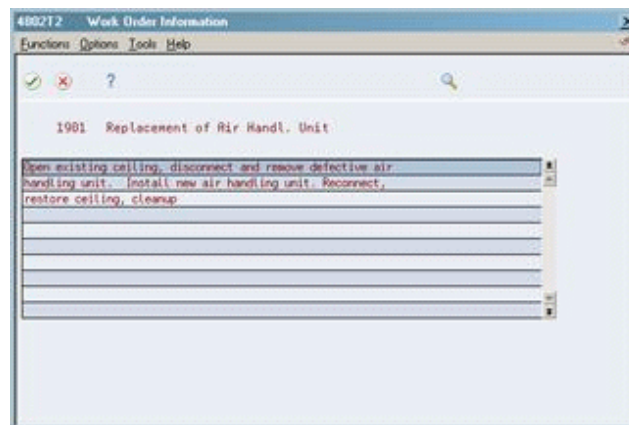 4802T2 Work Order Information
Functions Options Tools Help
?
1981 Replacement of Air Handl. Unit
Open existing ceiling, disconnect and remove defective air
handling unit. Install new air handling unit. Reconnect,
restore ceiling, cleanup